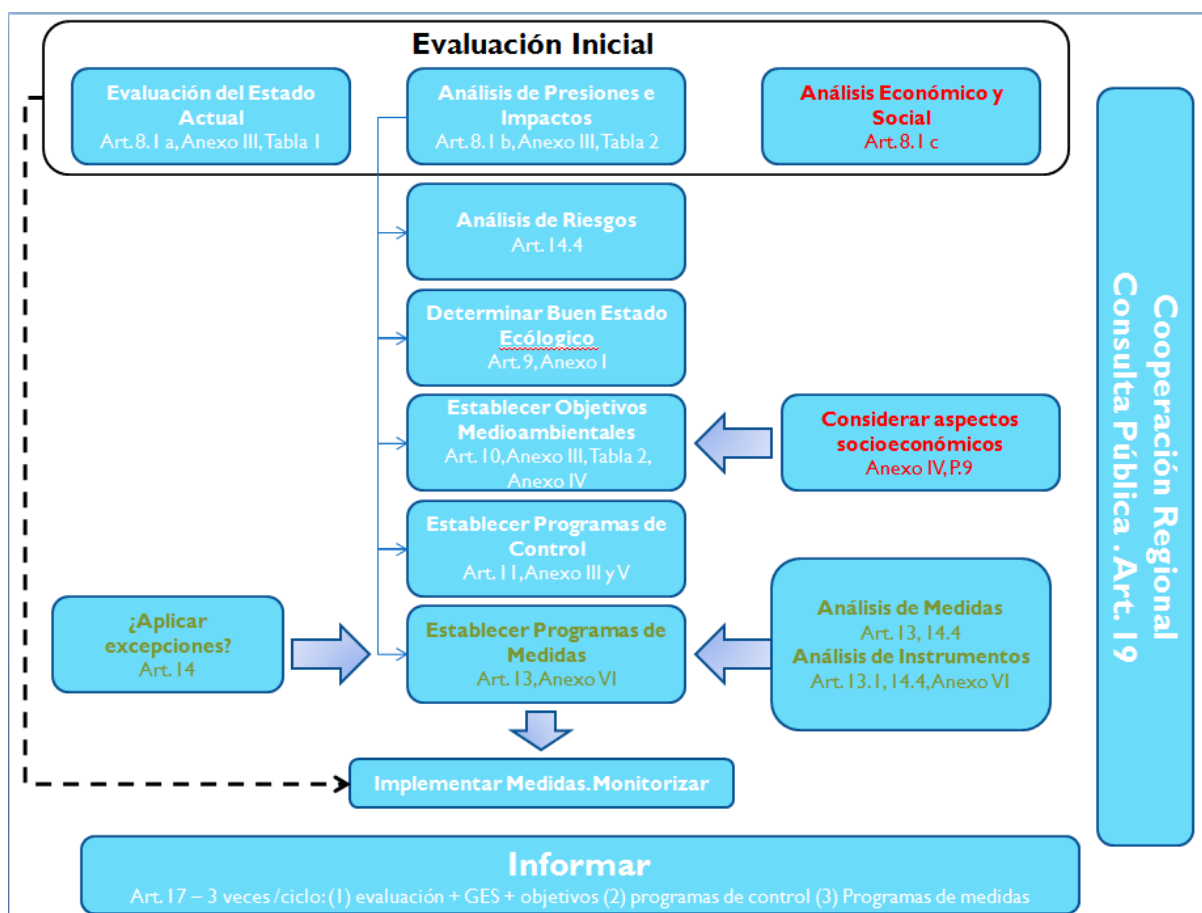 Evaluación Inicial
Evaluación del Estado
Actual
Art.8.1 a, Anexo III, Tabla 1
Análisis de Presiones e
Impactos
Art.8.1 b, Anexo III, Tabla 2
Análisis Económico y
Social
Art.8.1 c
Análisis de Riesgos
Art. 14.4
Determinar Buen Estado
Ecólogico
Art.9, Anexo I
Establecer Objetivos
Medioambientales
Art. 10, Anexo III, Tabla 2,
Anexo IV
Considerar aspectos
socioeconómicos
Anexo IV, P.9
Establecer Programas de
Control
Art. 11, Anexo III y V
¿Aplicar
excepciones?
Art. 14
Establecer Programas de
Medidas
Art. 13, Anexo VI
Análisis de Medidas
Art. 13, 14.4
Análisis de Instrumentos
Art. 13.1, 14.4, Anexo VI
Implementar Medidas. Monitorizar
Informar
Art. 17 – 3 veces /ciclo: (1) evaluación + GES + objetivos (2) programas de control (3) Programas de medidas
Cooperación Regional
Consulta Pública . Art. 19